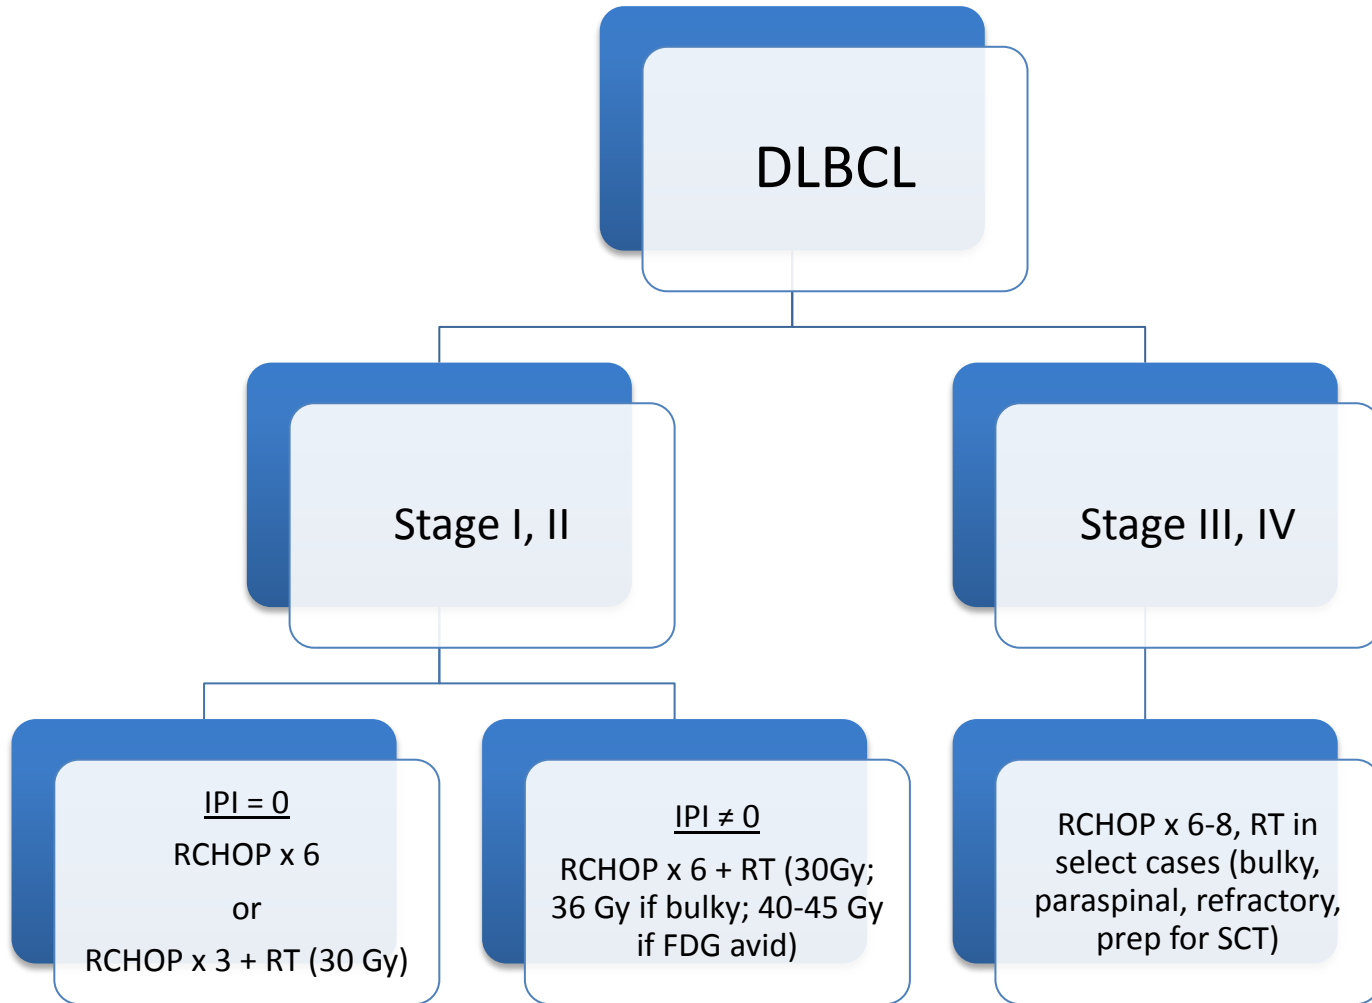 DLBCL
Stage I, II
Stage III, IV
IPI = 0
RCHOP x 6
or
RCHOP x 3 + RT (30 Gy)
IPI ≠ 0
RCHOP x 6 + RT (30Gy;
36 Gy if bulky; 40-45 Gy
if FDG avid)
RCHOP x 6-8, RT in
select cases (bulky,
paraspinal, refractory,
prep for SCT)